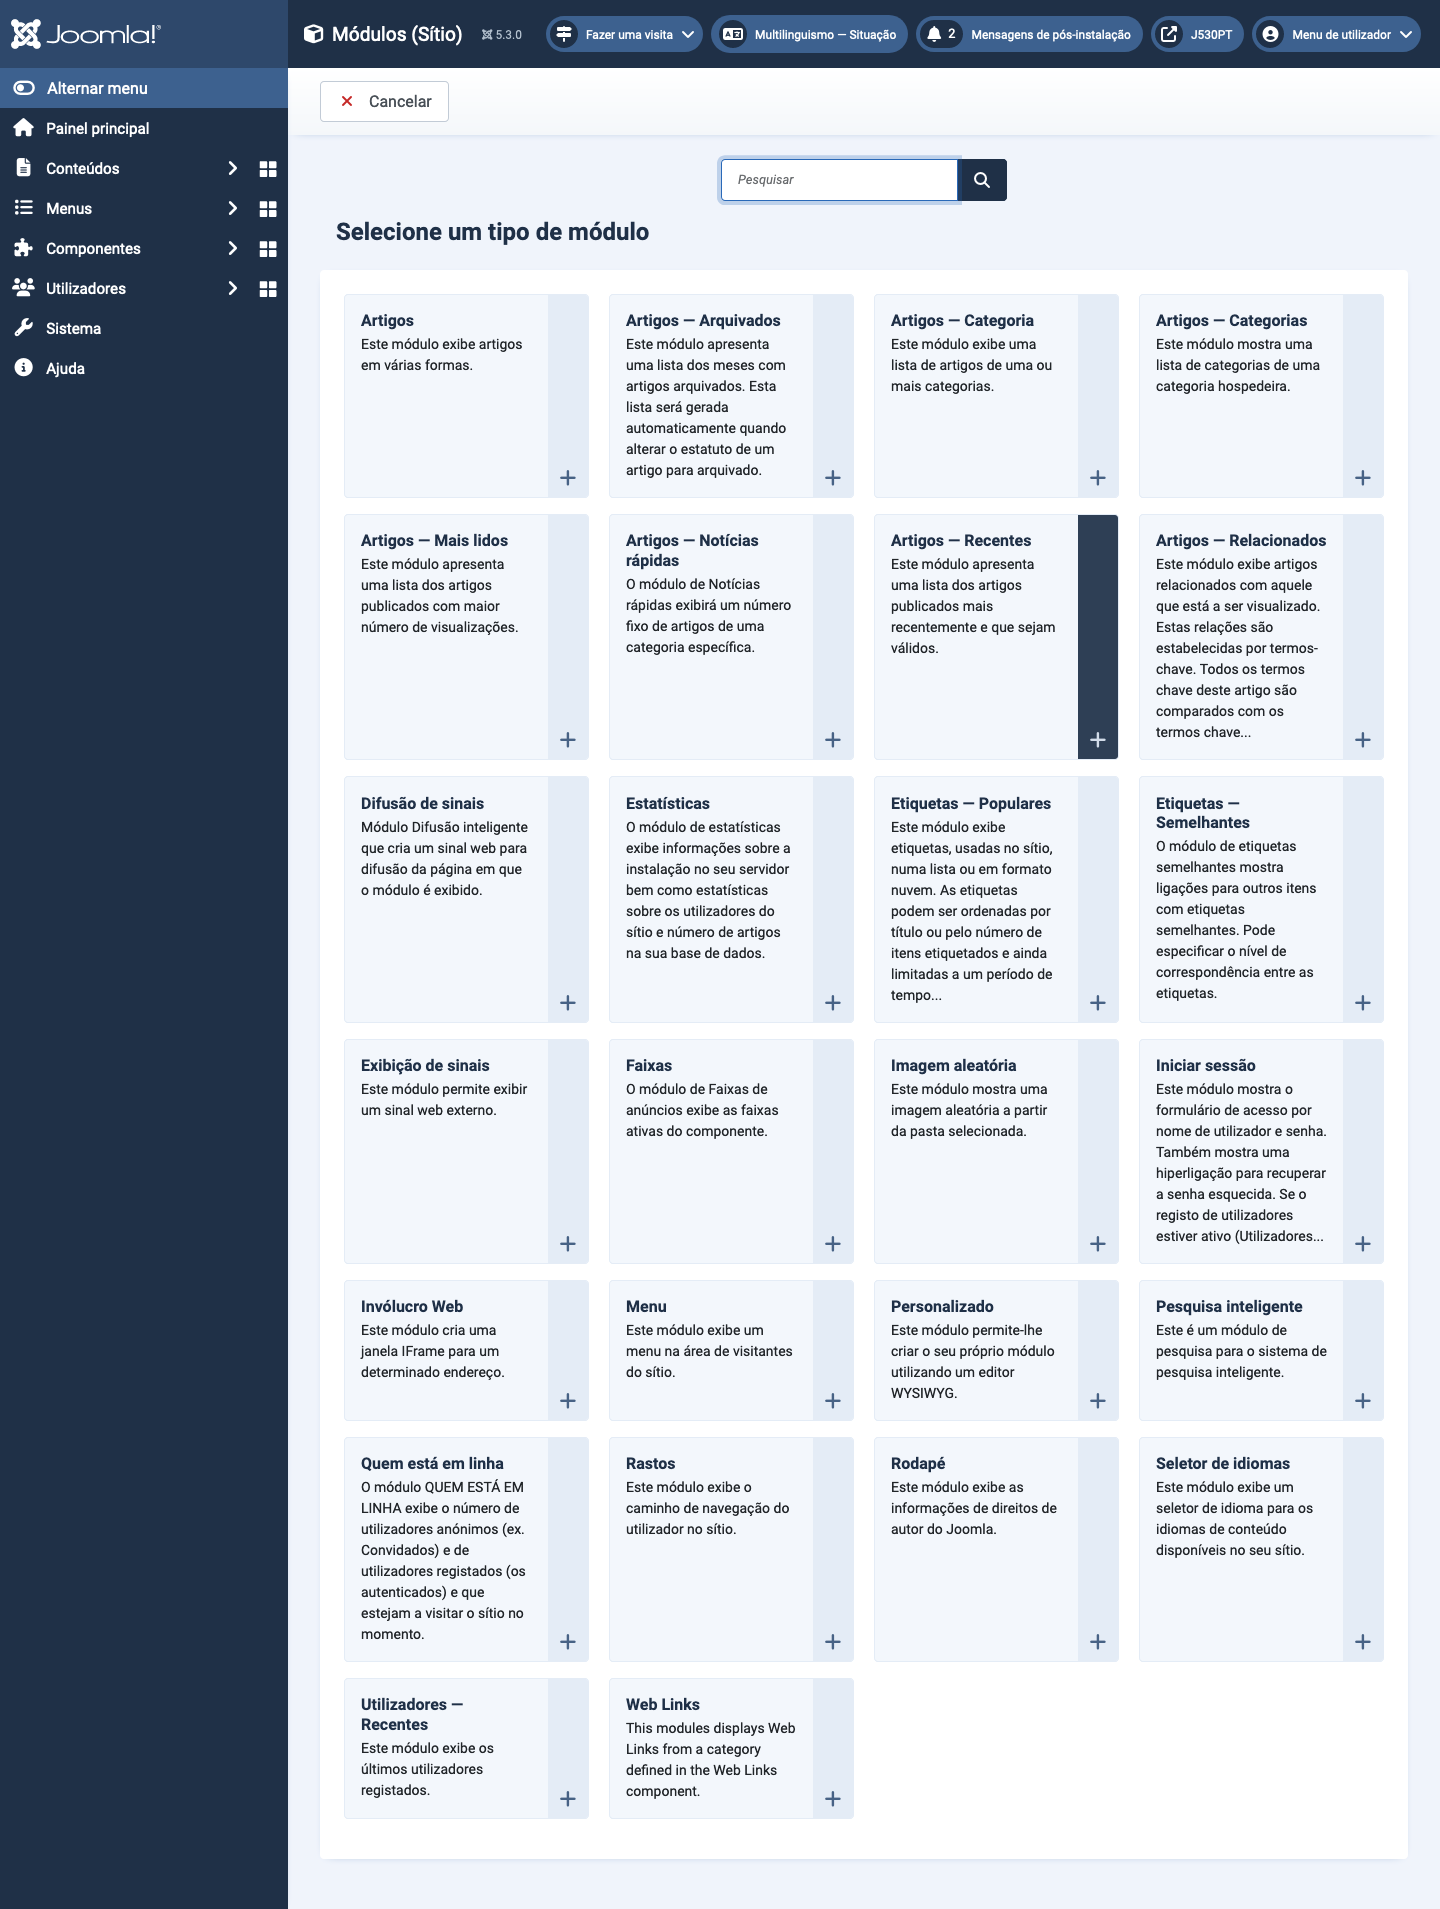 Joomla!
Módulos (Sítio)
5.3.0
Fazer uma visita
Multilinguismo — Situação
2
Mensagens de pós-instalação
J530PT
Menu de utilizador
Alternar menu
Painel principal
Conteúdos
Menus
Componentes
Utilizadores
Sistema
Ajuda
Cancelar
Pesquisar
Selecione um tipo de módulo
Artigos
Este módulo exibe artigos
em várias formas.
Artigos — Arquivados
Este módulo apresenta
uma lista dos meses com
artigos arquivados. Esta
lista será gerada
automaticamente quando
alterar o estatuto de um
artigo para arquivado.
Artigos — Categoria
Este módulo exibe uma
lista de artigos de uma ou
mais categorias.
Artigos — Categorias
Este módulo mostra uma
lista de categorias de uma
categoria hospedeira.
Artigos — Mais lidos
Este módulo apresenta
uma lista dos artigos
publicados com maior
número de visualizações.
Artigos — Notícias
rápidas
O módulo de Notícias
rápidas exibirá um número
fixo de artigos de uma
categoria específica.
Artigos — Recentes
Este módulo apresenta
uma lista dos artigos
publicados mais
recentemente e que sejam
válidos.
Artigos — Relacionados
Este módulo exibe artigos
relacionados com aquele
que está a ser visualizado.
Estas relações são
estabelecidas por termos-
chave. Todos os termos
chave deste artigo são
comparados com os
termos chave...
Difusão de sinais
Módulo Difusão inteligente
que cria um sinal web para
difusão da página em que
o módulo é exibido.
Estatísticas
O módulo de estatísticas
exibe informações sobre a
instalação no seu servidor
bem como estatísticas
sobre os utilizadores do
sítio e número de artigos
na sua base de dados.
Etiquetas — Populares
Este módulo exibe
etiquetas, usadas no sítio,
numa lista ou em formato
nuvem. As etiquetas
podem ser ordenadas por
título ou pelo número de
itens etiquetados e ainda
limitadas a um período de
tempo...
Etiquetas —
Semelhantes
O módulo de etiquetas
semelhantes mostra
ligações para outros itens
com etiquetas
semelhantes. Pode
especificar o nível de
correspondência entre as
etiquetas.
Exibição de sinais
Este módulo permite exibir
um sinal web externo.
Faixas
O módulo de Faixas de
anúncios exibe as faixas
ativas do componente.
Imagem aleatória
Este módulo mostra uma
imagem aleatória a partir
da pasta selecionada.
Iniciar sessão
Este módulo mostra o
formulário de acesso por
nome de utilizador e senha.
Também mostra uma
hiperligação para recuperar
a senha esquecida. Se o
registo de utilizadores
estiver ativo (Utilizadores...
Invólucro Web
Este módulo cria uma
janela IFrame para um
determinado endereço.
Menu
Este módulo exibe um
menu na área de visitantes
do sítio.
Personalizado
Este módulo permite-lhe
criar o seu próprio módulo
utilizando um editor
WYSIWYG.
Pesquisa inteligente
Este é um módulo de
pesquisa para o sistema de
pesquisa inteligente.
Quem está em linha
O módulo QUEM ESTÁ EM
LINHA exibe o número de
utilizadores anónimos (ex.
Convidados) e de
utilizadores registados (os
autenticados) e que
estejam a visitar o sítio no
momento.
Rastos
Este módulo exibe o
caminho de navegação do
utilizador no sítio.
Rodapé
Este módulo exibe as
informações de direitos de
autor do Joomla.
Seletor de idiomas
Este módulo exibe um
seletor de idioma para os
idiomas de conteúdo
disponíveis no seu sítio.
Utilizadores —
Recentes
Este módulo exibe os
últimos utilizadores
registados.
Web Links
This modules displays Web
Links from a category
defined in the Web Links
component.